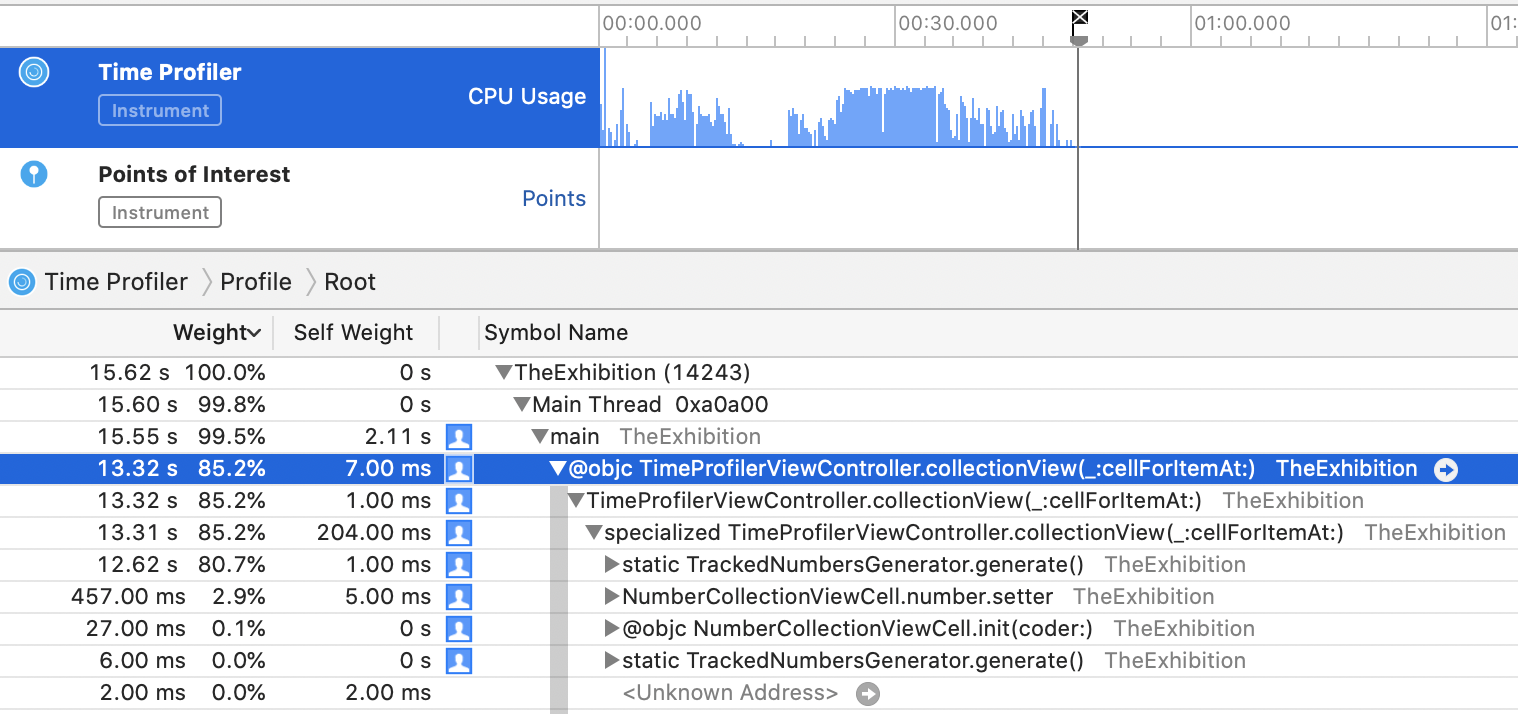 00:00.000 00:30.000 01:00.000 01:
Time Profiler
Instrument
CPU Usage
Points of Interest
Instrument
Points
Time Profiler Profile Root
Weight Self Weight Symbol Name
15.62 s 100.0% 0 s TheExhibition (14243)
15.60 s 99.8% 0 s Main Thread 0xa0a00
15.55 s 99.5% 2.11 s main TheExhibition
13.32 s 85.2% 7.00 ms @objc TimeProfilerViewController.collectionView(_:cellForItemAt:) TheExhibition
13.32 s 85.2% 1.00 ms TimeProfilerViewController.collectionView(_:cellForItemAt:) TheExhibition
13.31 s 85.2% 204.00 ms specialized TimeProfilerViewController.collectionView(_:cellForItemAt:) TheExhibition
12.62 s 80.7% 1.00 ms static TrackedNumbersGenerator.generate() TheExhibition
457.00 ms 2.9% 5.00 ms NumberCollectionViewCell.number.setter TheExhibition
27.00 ms 0.1% 0 s @objc NumberCollectionViewCell.init(coder:) TheExhibition
6.00 ms 0.0% 0 s static TrackedNumbersGenerator.generate() TheExhibition
2.00 ms 0.0% 2.00 ms <Unknown Address>